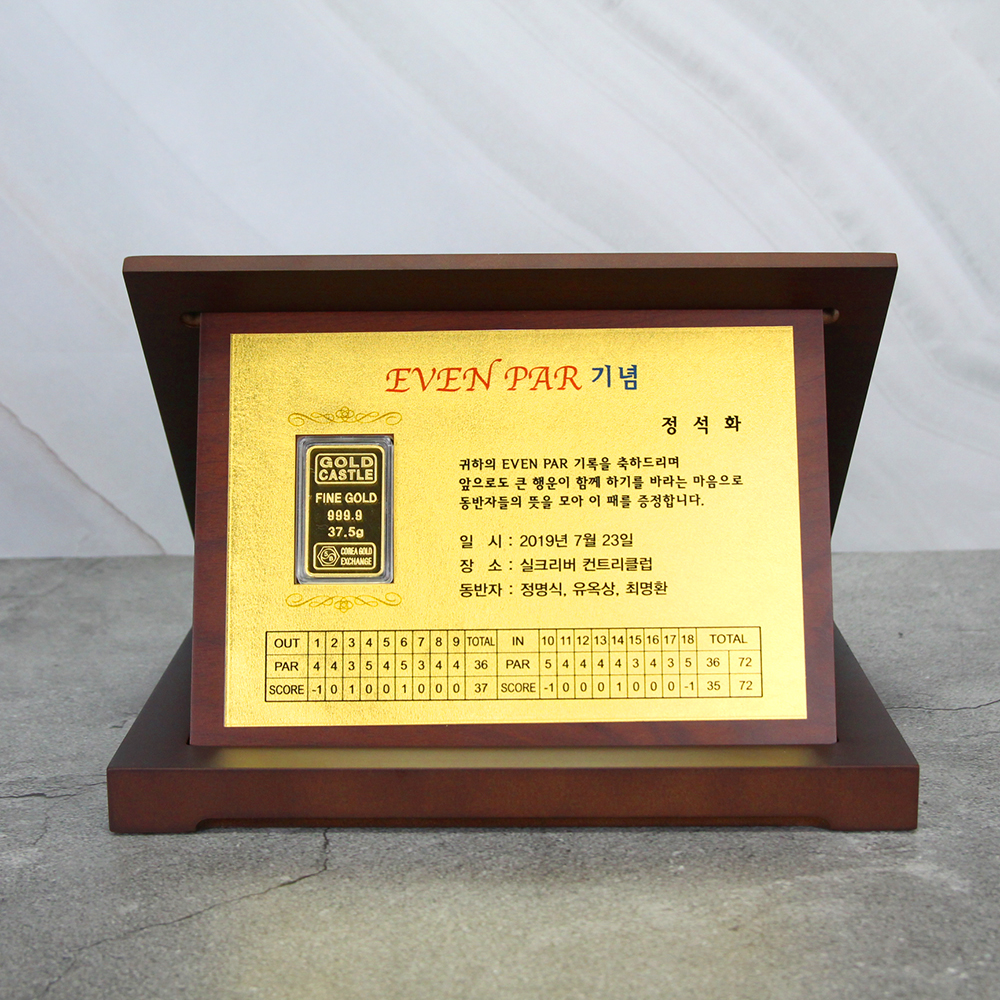 EVEN PAR 기념
정 석 화
GOLD
CASTLE
FINE GOLD
999.9
37.5g
COREA GOLD
EXCHANGE
귀하의 EVEN PAR 기록을 축하드리며
앞으로도 큰 행운이 함께 하기를 바라는 마음으로
동반자들의 뜻을 모아 이 패를 증정합니다.
일 시 : 2019년 7월 23일
장 소 : 실크리버 컨트리클럽
동반자 : 정명식, 유옥상, 최명환
OUT 1 2 3 4 5 6 7 8 9 TOTAL IN 10 11 12 13 14 15 16 17 18 TOTAL
PAR 4 4 3 5 4 5 3 4 4 36 PAR 5 4 4 4 3 4 3 4 5 36 72
SCORE -1 0 1 0 0 1 0 0 0 37 SCORE -1 0 0 0 1 0 0 0 -1 35 72